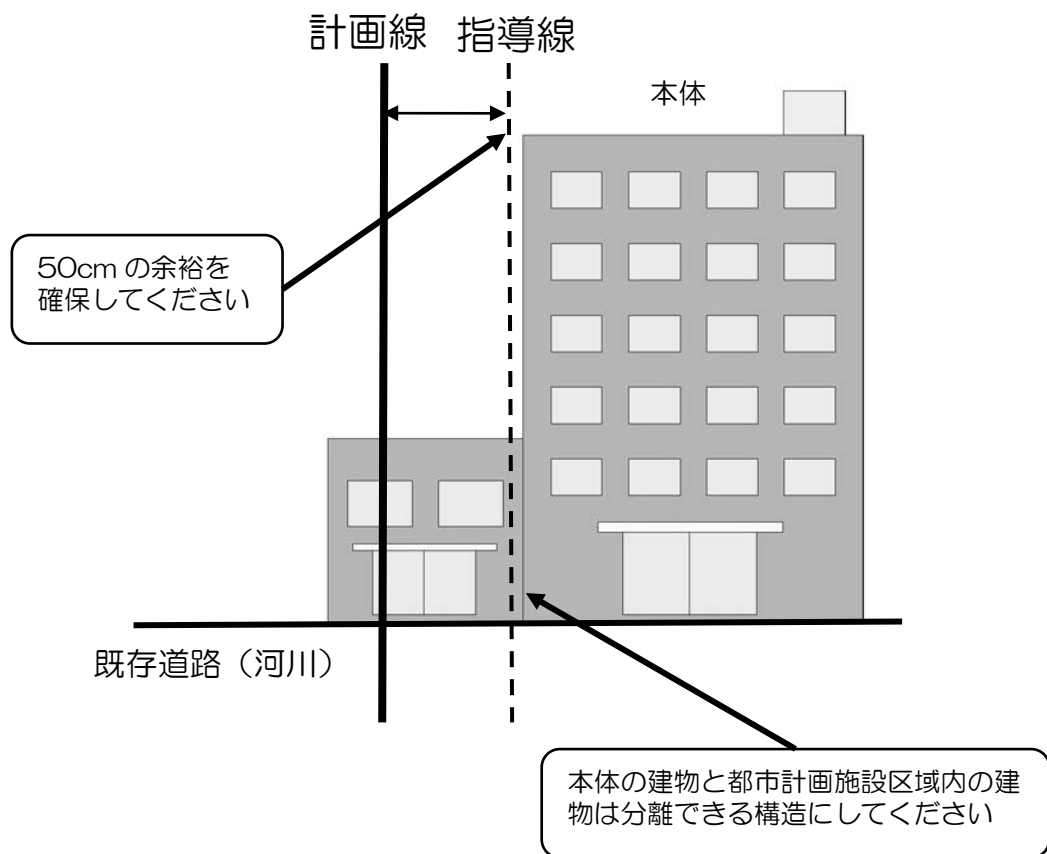 計画線 指導線
本体
50cm の余裕を
確保してください
既存道路（河川）
本体の建物と都市計画施設区域内の建
物は分離できる構造にしてください